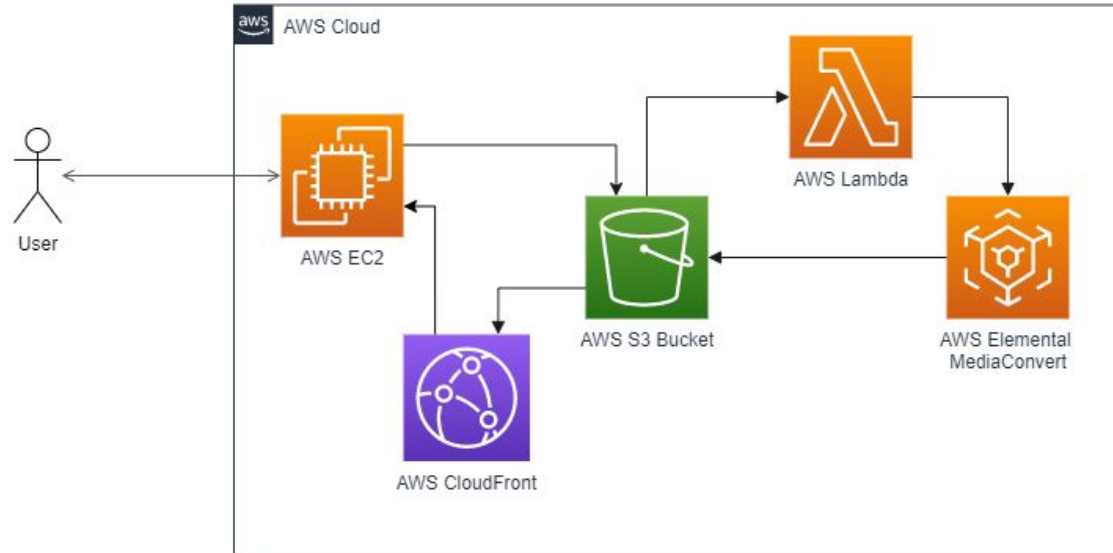 aws
AWS Cloud
AWS Lambda
User
AWS EC2
AWS S3 Bucket
AWS Elemental
MediaConvert
AWS CloudFront